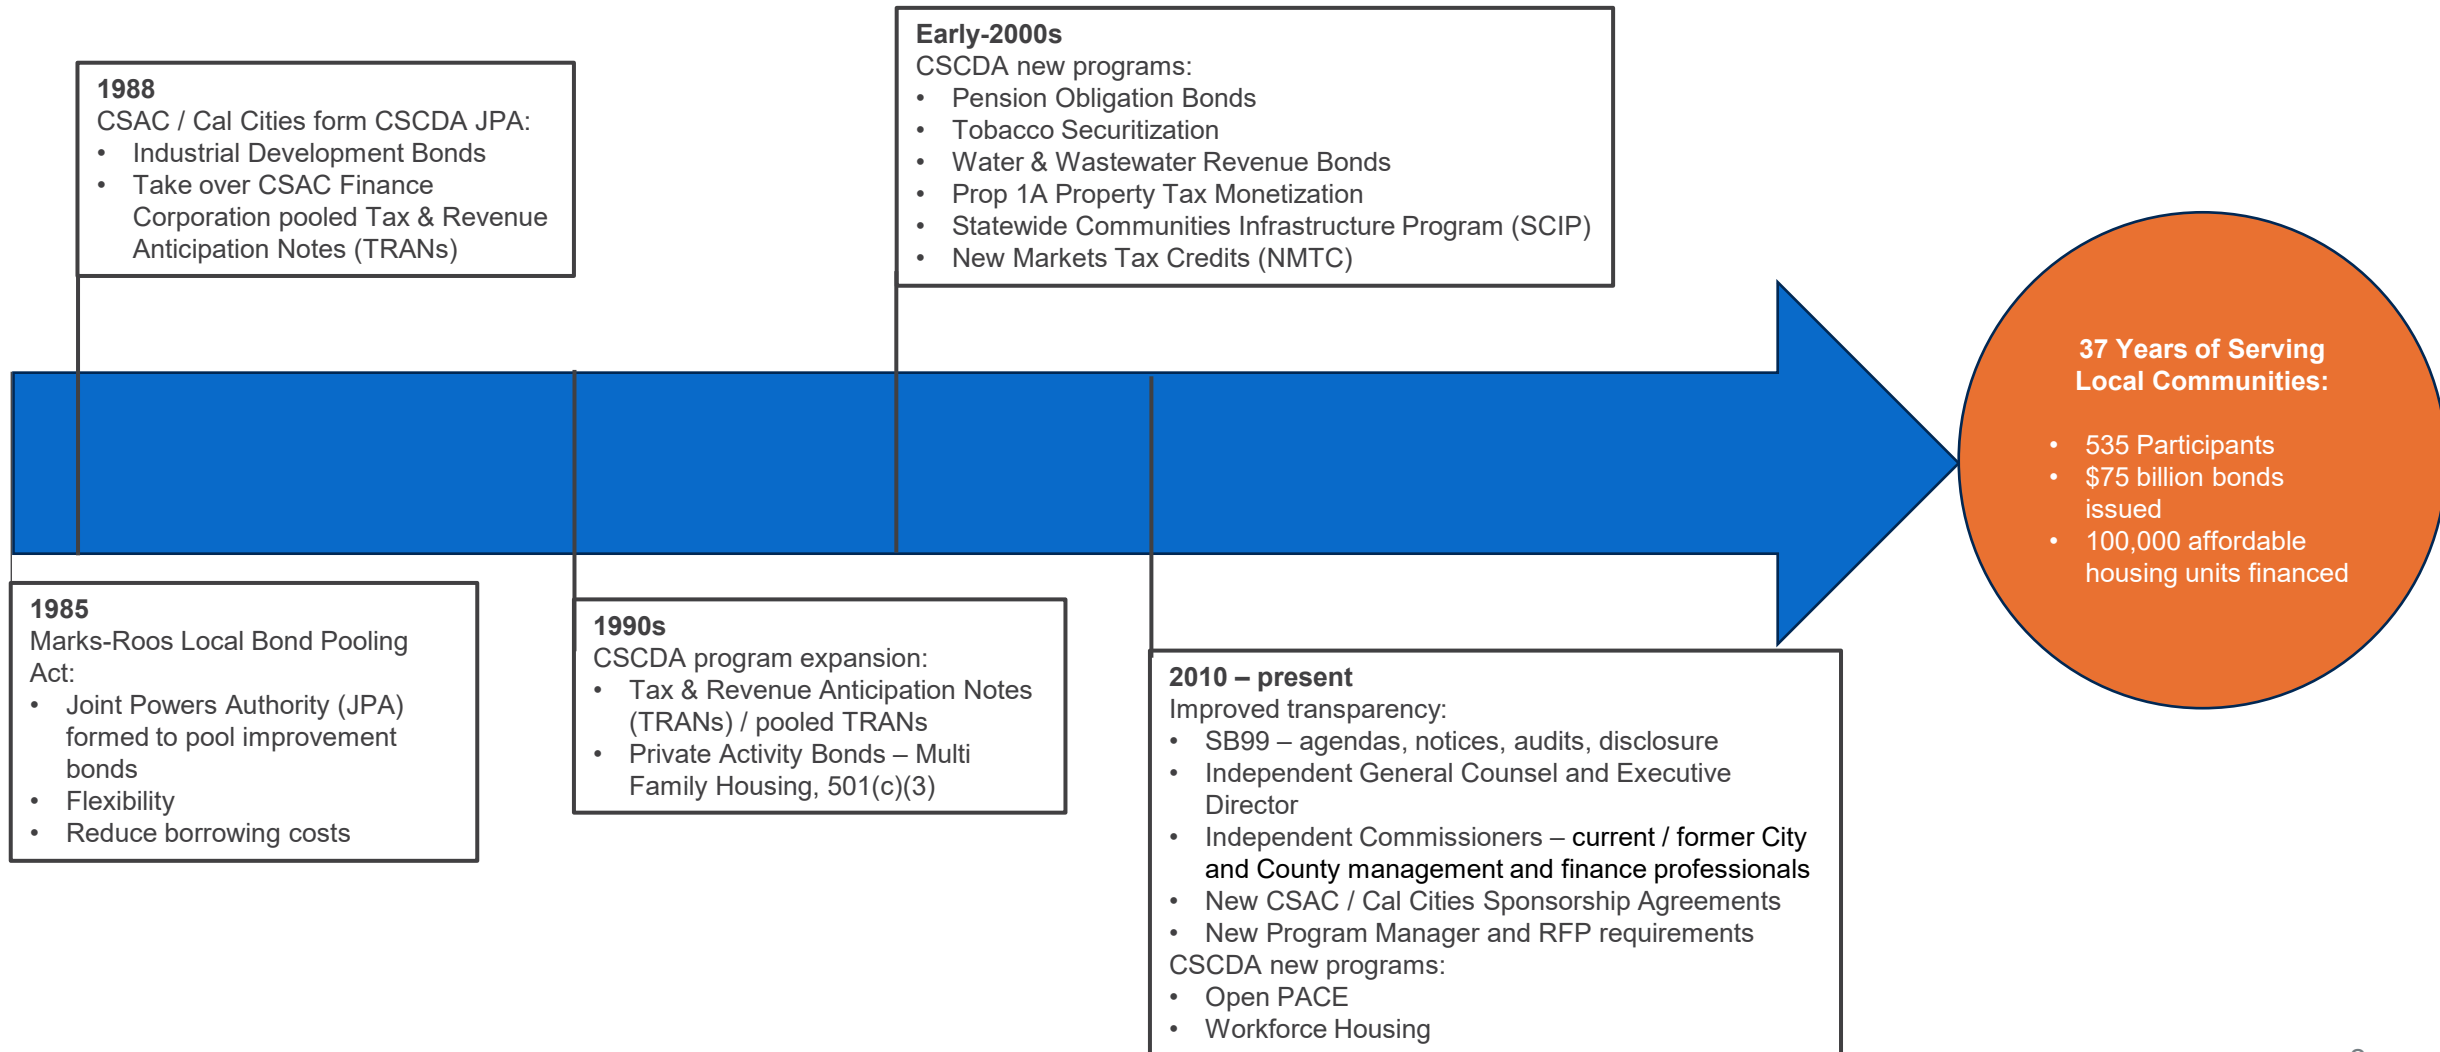 1988
CSAC / Cal Cities form CSCDA JPA:
• Industrial Development Bonds
• Take over CSAC Finance
Corporation pooled Tax & Revenue
Anticipation Notes (TRANs)
Early-2000s
CSCDA new programs:
• Pension Obligation Bonds
• Tobacco Securitization
• Water & Wastewater Revenue Bonds
• Prop 1A Property Tax Monetization
• Statewide Communities Infrastructure Program (SCIP)
• New Markets Tax Credits (NMTC)
37 Years of Serving
Local Communities:
• 535 Participants
• $75 billion bonds
issued
• 100,000 affordable
housing units financed
1985
Marks-Roos Local Bond Pooling
Act:
• Joint Powers Authority (JPA)
formed to pool improvement
bonds
• Flexibility
• Reduce borrowing costs
1990s
CSCDA program expansion:
• Tax & Revenue Anticipation Notes
(TRANs) / pooled TRANs
• Private Activity Bonds – Multi
Family Housing, 501(c)(3)
2010 – present
Improved transparency:
• SB99 – agendas, notices, audits, disclosure
• Independent General Counsel and Executive
Director
• Independent Commissioners – current / former City
and County management and finance professionals
• New CSAC / Cal Cities Sponsorship Agreements
• New Program Manager and RFP requirements
CSCDA new programs:
• Open PACE
• Workforce Housing